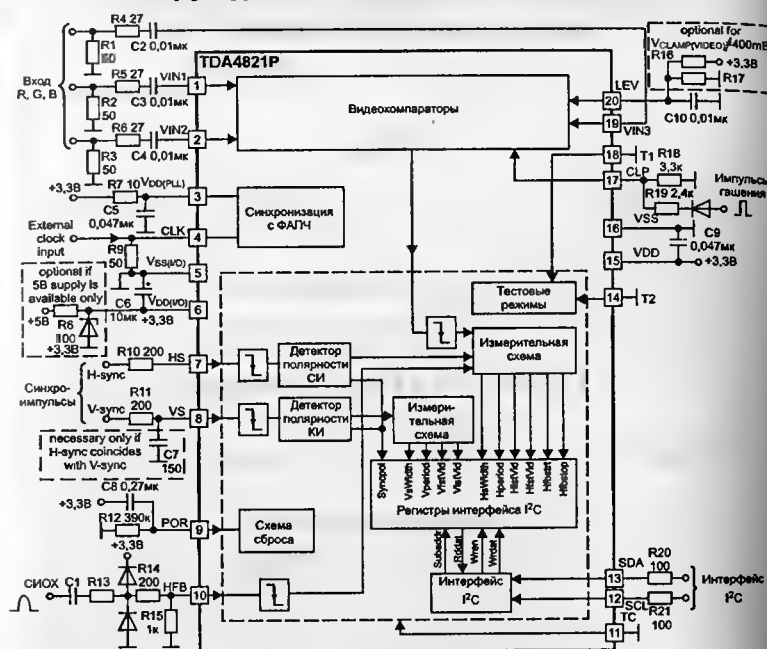 R4 27
C2 0,01мк
R1
TDA4821P
optional for
VCLAMP(VIDEO)≠400mB
R16
+3,3В
R17
Вход
R, G, B
R5 27
VIN1
C3 0,01мк
R2
50
R6 27
VIN2
C4 0,01мк
R3
50
1
2
Видеокомпараторы
LEV
20
19
VIN3
C10 0,01мк
18
T1
17
CLP
R18
3,3к
R19 2,4к
Импульсы
гашения
+3,3В
R7 10
VDD(PLL)
C5
0,047мк
3
Синхронизация
с ФАПЧ
External
clock
input
CLK
4
R9
50
VSS(I/O)
5
VSS
16
C9
0,047мк
VDD
15
+3,3В
optional if
5В supply is
available only
+5В
R6
+3,3В
C6
10мк
*
VDD(I/O)
+3,3В
6
Тестовые
режимы
14
T2
R10 200
HS
7
H-sync
Детектор
полярности
СИ
Измерительная
схема
Синхро-
импульсы
V-sync
R11
200
VS
8
Детектор
полярности
КИ
Измери-
тельная
схема
necessary only if
H-sync coincides
with V-sync
C7
150
Syncpol
VsWidth
Vperiod
VfstVid
VlstVid
HsWidth
Hperiod
HlstVid
HfstVid
Hfbstrt
Hfbstop
Регистры интерфейса I²C
C8 0,27мк
+3,3В
R12 390к
POR
9
Схема
сброса
Subaddr
Rddat
Wren
Wrdat
+3,3В
R14
200
HFB
10
СИОХ
C1
R13
R15
1к
Интерфейс
I²C
SDA
13
R20
100
12
SCL
R21
100
Интерфейс
I²C
TC
11